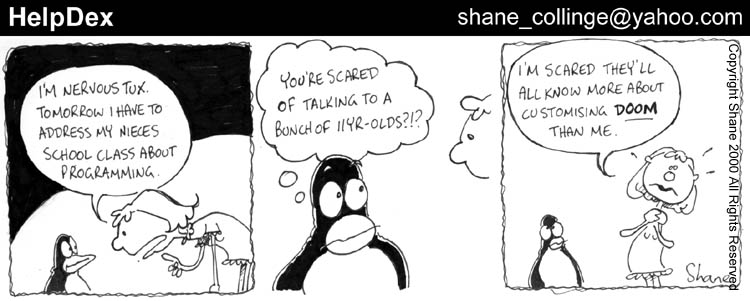 HelpDex
shane_collinge@yahoo.com
I'M NERVOUS TUX.
TOMORROW I HAVE TO
ADDRESS MY NIECES
SCHOOL CLASS ABOUT
PROGRAMMING.
YOU'RE SCARED
OF TALKING TO A
BUNCH OF 11YR-OLDS?!?
I'M SCARED THEY'LL
ALL KNOW MORE ABOUT
CUSTOMISING DOOM
THAN ME.
Shane
Copyright Shane 2000 All Rights Reserved